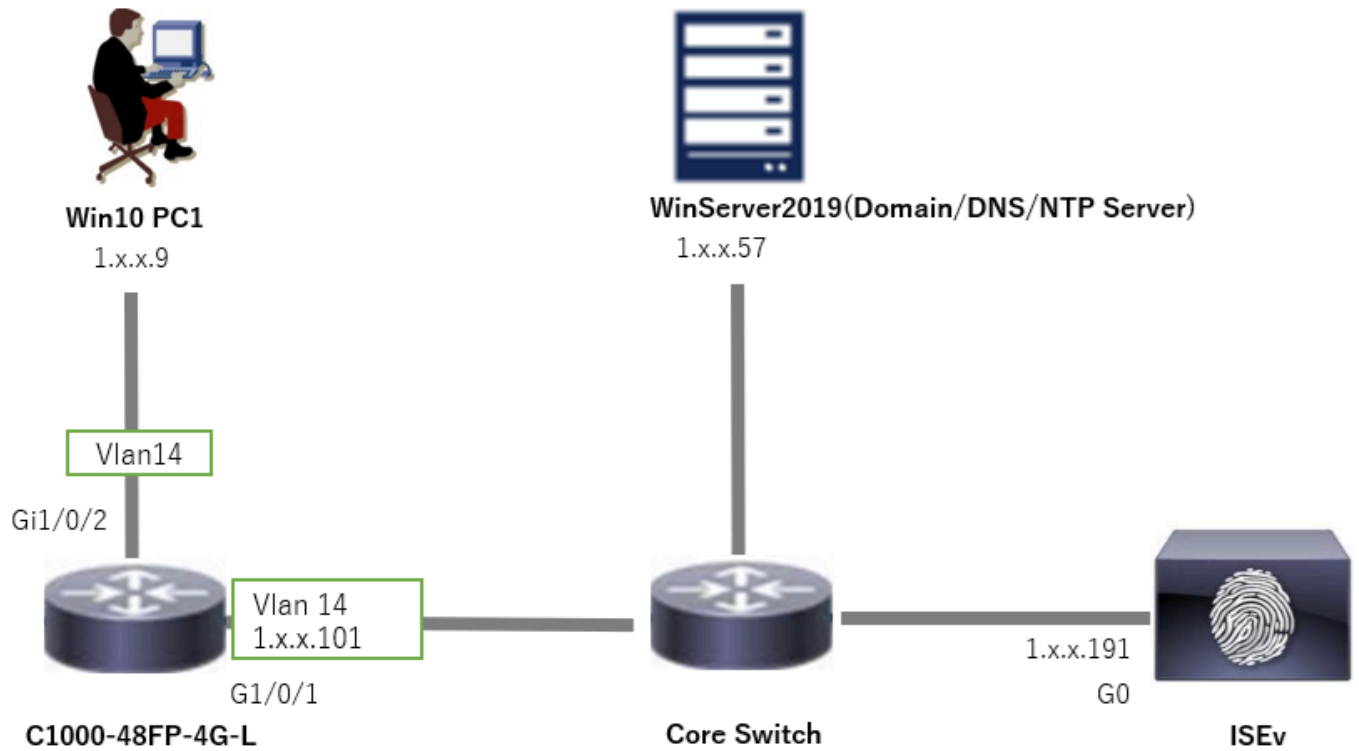 Win10 PC1
1.x.x.9
WinServer2019(Domain/DNS/NTP Server)
1.x.x.57
Vlan14
Gi1/0/2
Vlan 14
1.x.x.101
G1/0/1
1.x.x.191
G0
C1000-48FP-4G-L
Core Switch
ISEv